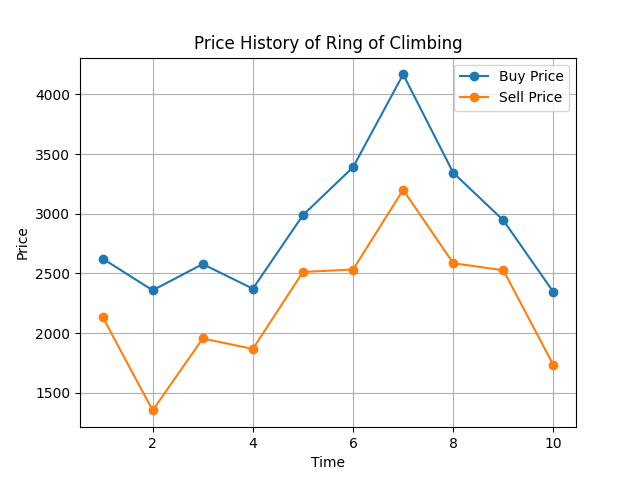 Price History of Ring of Climbing
Buy Price
Sell Price
4000
3500
3000
2500
2000
1500
Price
2 4 6 8 10
Time